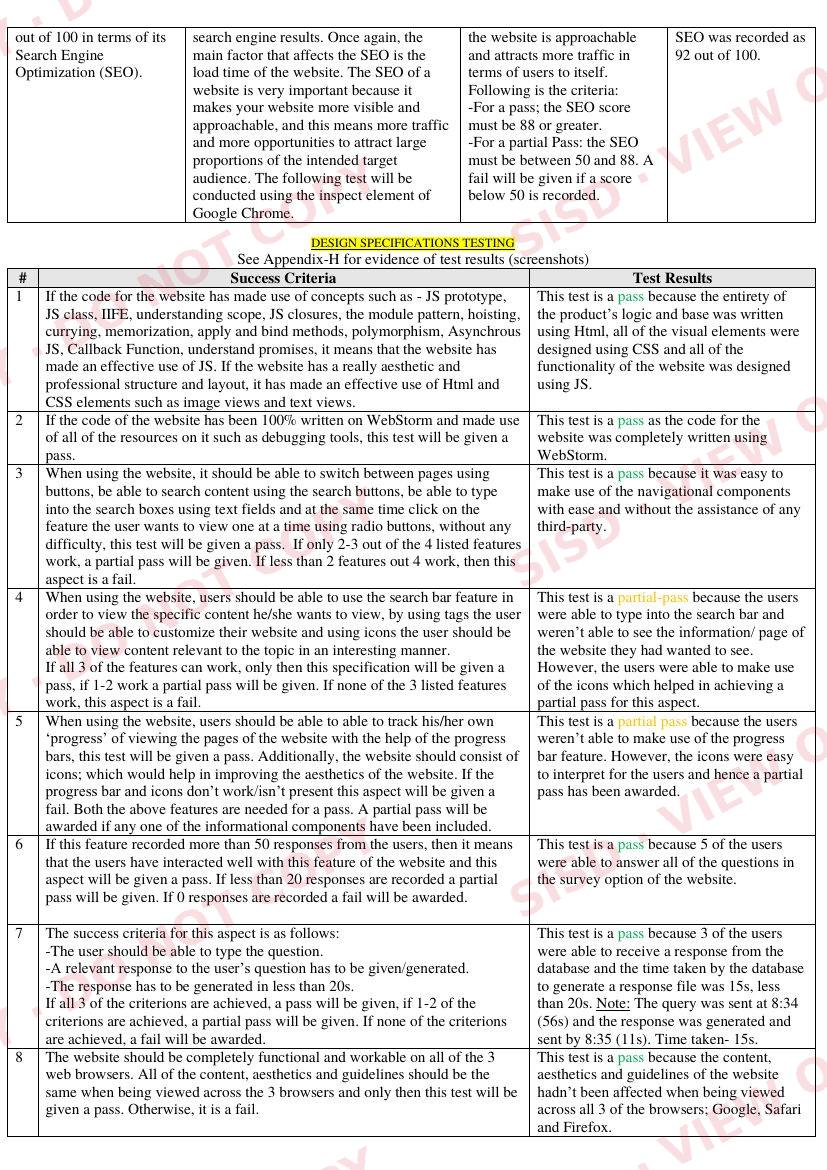 out of 100 in terms of its
Search Engine
Optimization (SEO).
search engine results. Once again, the
main factor that affects the SEO is the
load time of the website. The SEO of a
website is very important because it
makes your website more visible and
approachable, and this means more traffic
and more opportunities to attract large
proportions of the intended target
audience. The following test will be
conducted using the inspect element of
Google Chrome.
the website is approachable
and attracts more traffic in
terms of users to itself.
Following is the criteria:
-For a pass; the SEO score
must be 88 or greater.
-For a partial Pass: the SEO
must be between 50 and 88. A
fail will be given if a score
below 50 is recorded.
SEO was recorded as
92 out of 100.
DESIGN SPECIFICATIONS TESTING
See Appendix-H for evidence of test results (screenshots)
# Success Criteria Test Results
1
If the code for the website has made use of concepts such as - JS prototype,
JS class, IIFE, understanding scope, JS closures, the module pattern, hoisting,
currying, memorization, apply and bind methods, polymorphism, Asynchrous
JS, Callback Function, understand promises, it means that the website has
made an effective use of JS. If the website has a really aesthetic and
professional structure and layout, it has made an effective use of Html and
CSS elements such as image views and text views.
This test is a pass because the entirety of
the product's logic and base was written
using Html, all of the visual elements were
designed using CSS and all of the
functionality of the website was designed
using JS.
2
If the code of the website has been 100% written on WebStorm and made use
of all of the resources on it such as debugging tools, this test will be given a
pass.
This test is a pass as the code for the
website was completely written using
WebStorm.
3
When using the website, it should be able to switch between pages using
buttons, be able to search content using the search buttons, be able to type
into the search boxes using text fields and at the same time click on the
feature the user wants to view one at a time using radio buttons, without any
difficulty, this test will be given a pass. If only 2-3 out of the 4 listed features
work, a partial pass will be given. If less than 2 features out 4 work, then this
aspect is a fail.
This test is a pass because it was easy to
make use of the navigational components
with ease and without the assistance of any
third-party.
4
When using the website, users should be able to use the search bar feature in
order to view the specific content he/she wants to view, by using tags the user
should be able to customize their website and using icons the user should be
able to view content relevant to the topic in an interesting manner.
If all 3 of the features can work, only then this specification will be given a
pass, if 1-2 work a partial pass will be given. If none of the 3 listed features
work, this aspect is a fail.
This test is a partial-pass because the users
were able to type into the search bar and
weren't able to see the information/ page of
the website they had wanted to see.
However, the users were able to make use
of the icons which helped in achieving a
partial pass for this aspect.
5
When using the website, users should be able to able to track his/her own
‘progress’ of viewing the pages of the website with the help of the progress
bars, this test will be given a pass. Additionally, the website should consist of
icons; which would help in improving the aesthetics of the website. If the
progress bar and icons don't work/isn't present this aspect will be given a
fail. Both the above features are needed for a pass. A partial pass will be
awarded if any one of the informational components have been included.
This test is a partial pass because the users
weren't able to make use of the progress
bar feature. However, the icons were easy
to interpret for the users and hence a partial
pass has been awarded.
6
If this feature recorded more than 50 responses from the users, then it means
that the users have interacted well with this feature of the website and this
aspect will be given a pass. If less than 20 responses are recorded a partial
pass will be given. If 0 responses are recorded a fail will be awarded.
This test is a pass because 5 of the users
were able to answer all of the questions in
the survey option of the website.
7
The success criteria for this aspect is as follows:
-The user should be able to type the question.
-A relevant response to the user's question has to be given/generated.
-The response has to be generated in less than 20s.
If all 3 of the criterions are achieved, a pass will be given, if 1-2 of the
criterions are achieved, a partial pass will be given. If none of the criterions
are achieved, a fail will be awarded.
This test is a pass because 3 of the users
were able to receive a response from the
database and the time taken by the database
to generate a response file was 15s, less
than 20s. Note: The query was sent at 8:34
(56s) and the response was generated and
sent by 8:35 (11s). Time taken- 15s.
8
The website should be completely functional and workable on all of the 3
web browsers. All of the content, aesthetics and guidelines should be the
same when being viewed across the 3 browsers and only then this test will be
given a pass. Otherwise, it is a fail.
This test is a pass because the content,
aesthetics and guidelines of the website
hadn't been affected when being viewed
across all 3 of the browsers; Google, Safari
and Firefox.